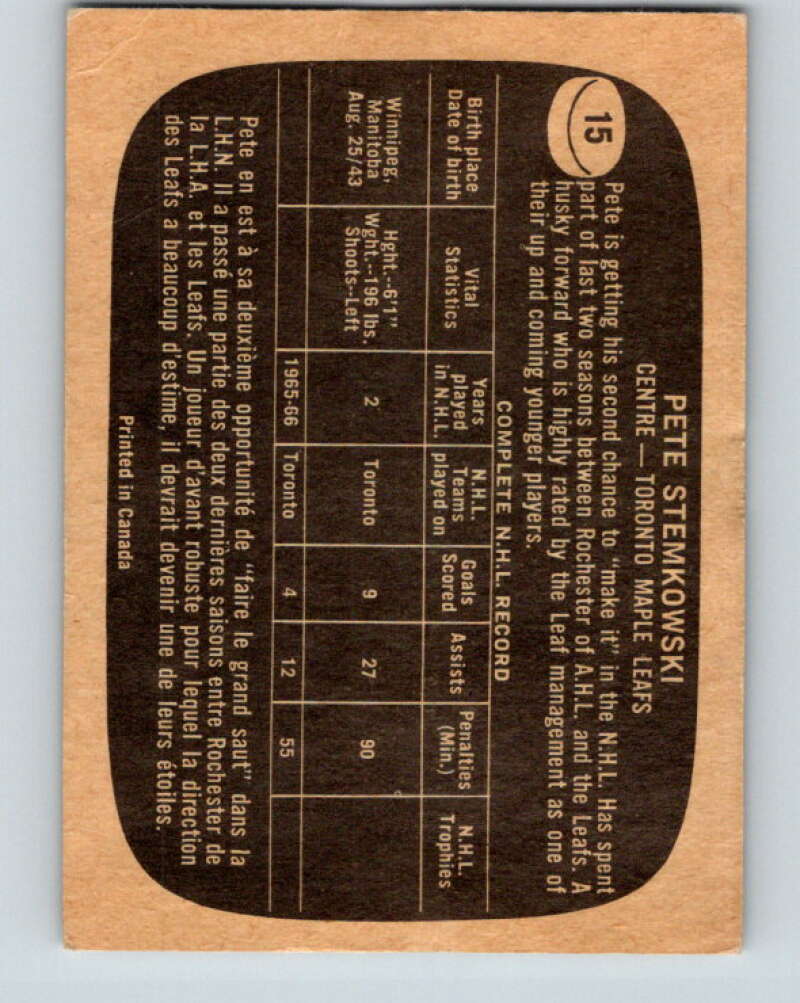 15
PETE STEMKOWSKI
CENTRE — TORONTO MAPLE LEAFS
Pete is getting his second chance to "make it" in the N.H.L. Has spent
part of last two seasons between Rochester of A.H.L. and the Leafs. A
husky forward who is highly rated by the Leaf management as one of
their up and coming younger players.
COMPLETE N.H.L. RECORD
Birth place Date of birth | Vital Statistics | Years played in N.H.L. | N.H.L. Teams played on | Goals Scored | Assists | Penalties (Min.) | N.H.L. Trophies
Winnipeg, Manitoba Aug. 25/43 | Hght.--6'1" Wght.--196 lbs. Shoots--Left | 2 | Toronto | 9 | 27 | 90
1965-66 | Toronto | 4 | 12 | 55
Pete en est à sa deuxième opportunité de "faire le grand saut" dans la
L.H.N. Il a passé une partie des deux dernières saisons entre Rochester de
la L.H.A. et les Leafs. Un joueur d'avant robuste pour lequel la direction
des Leafs a beaucoup d'estime, il devrait devenir une de leurs étoiles.
Printed in Canada